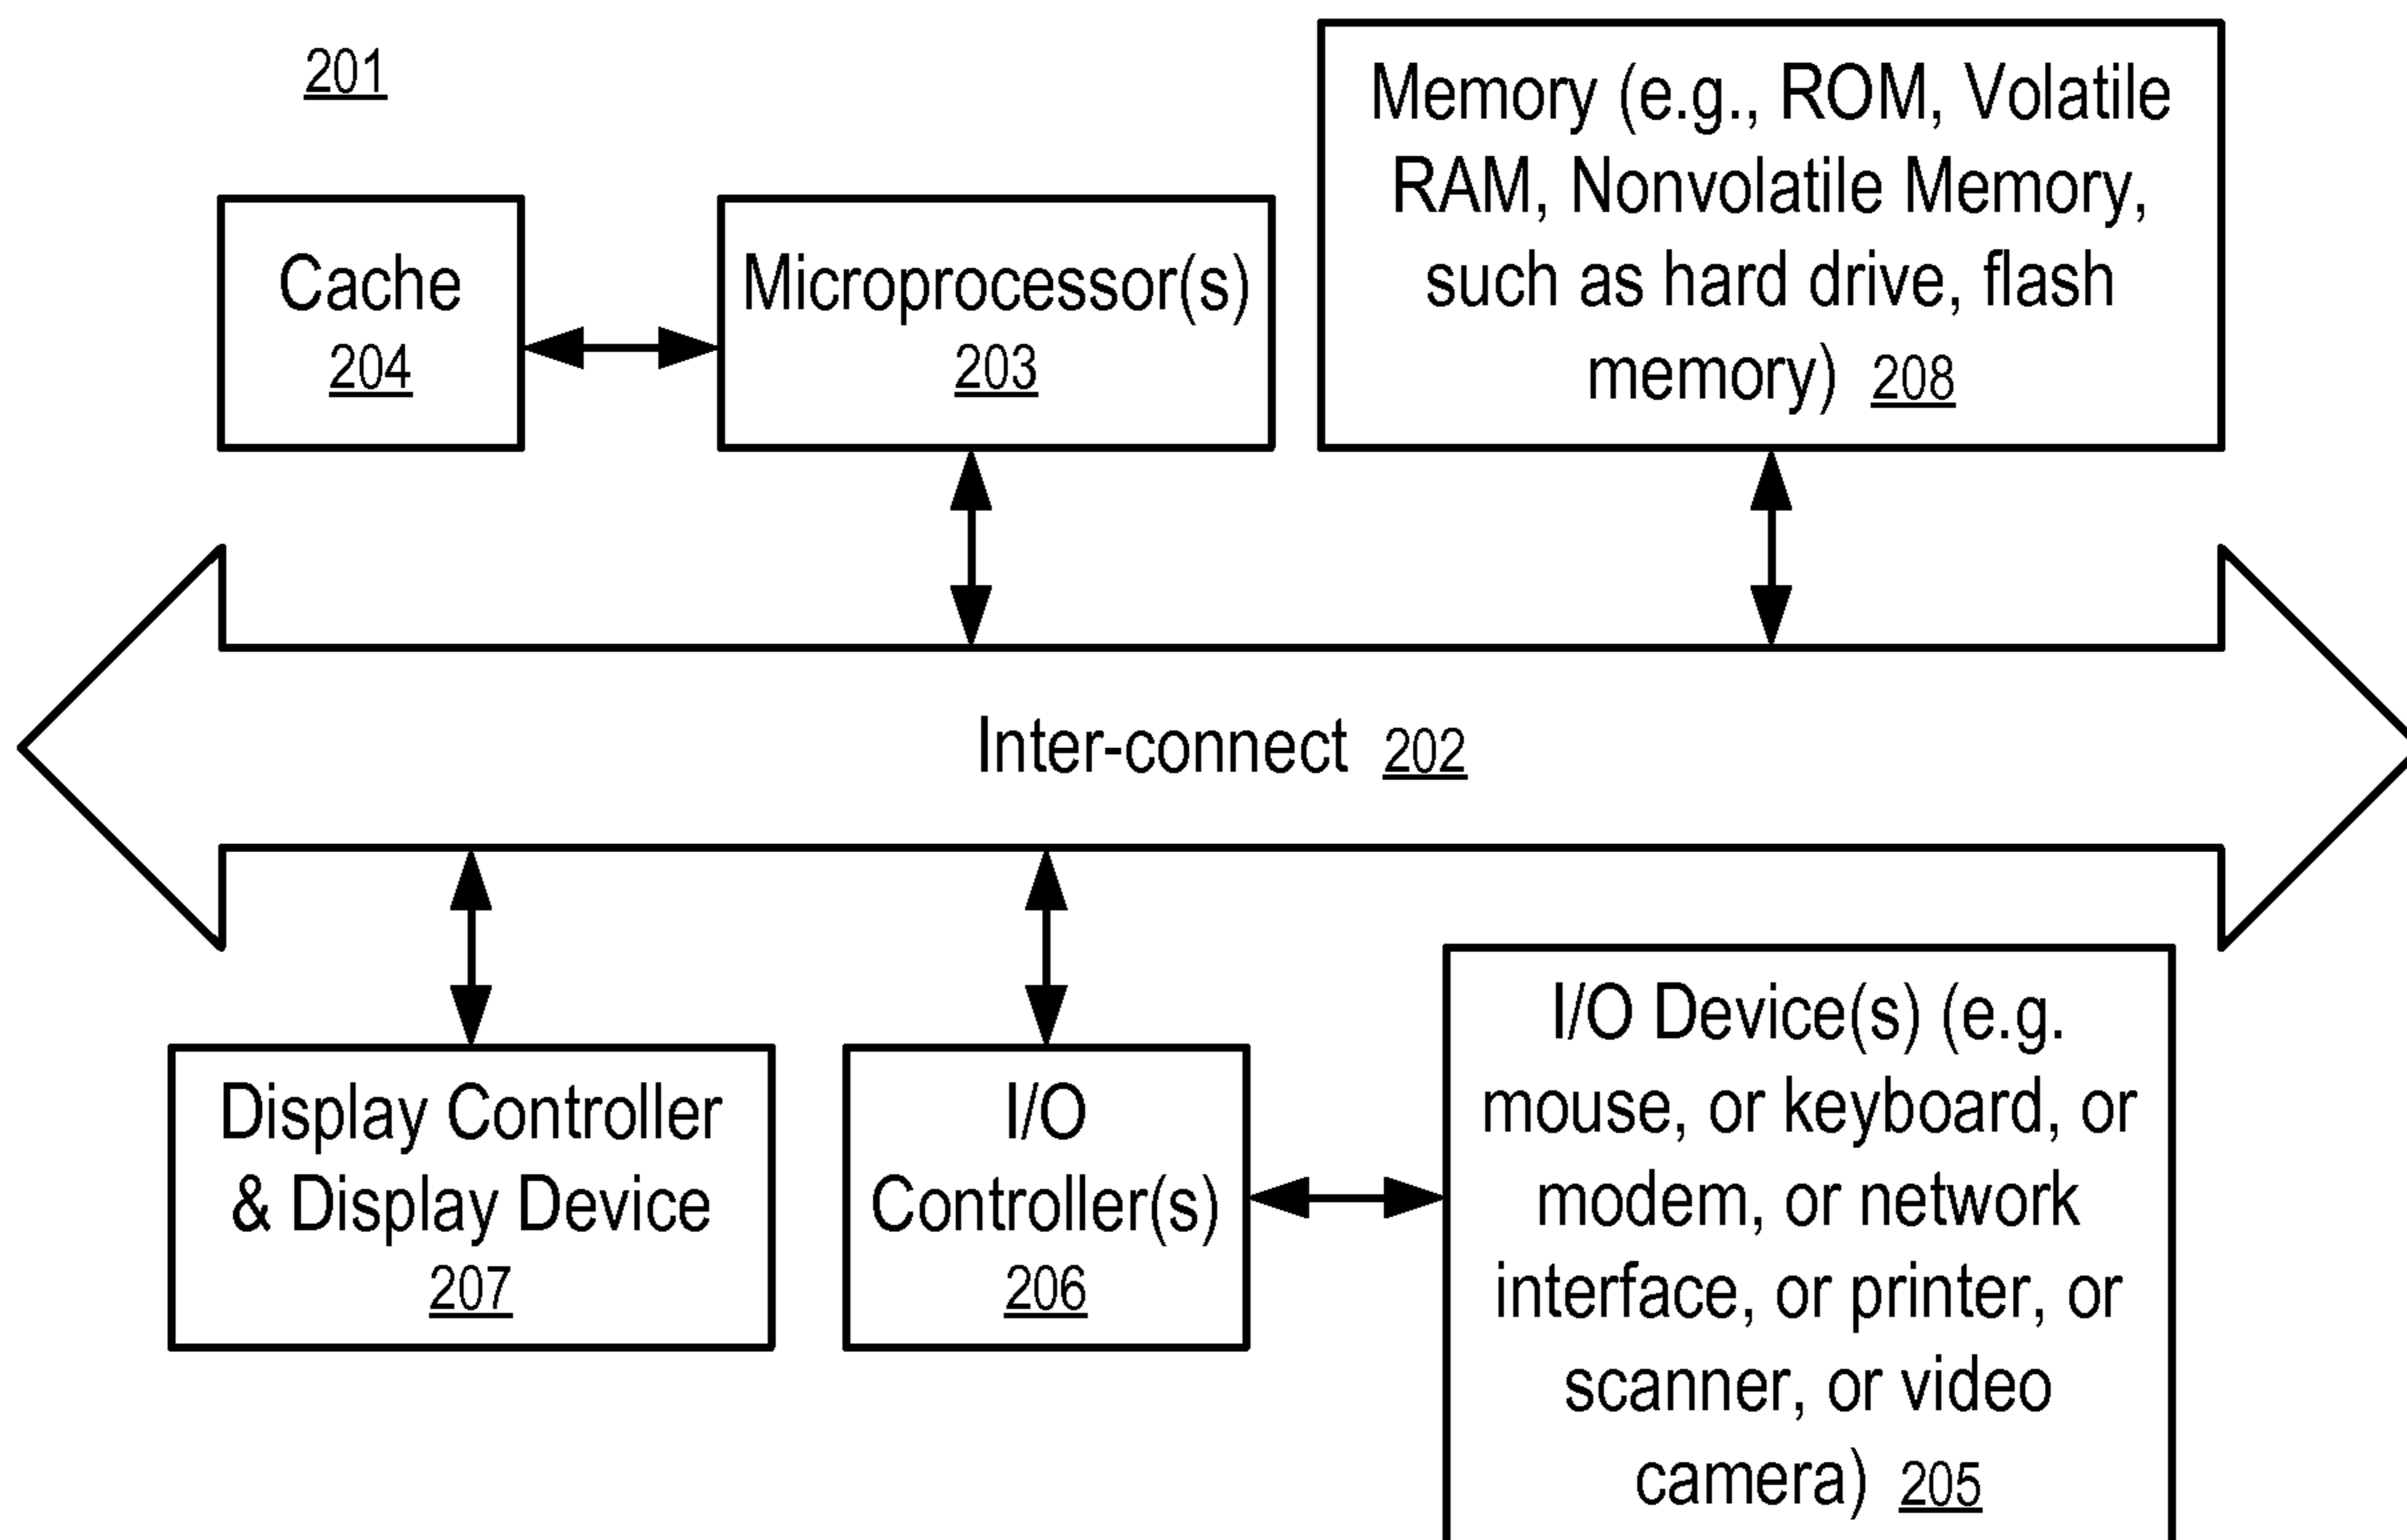 201
Cache
204
Microprocessor(s)
203
Memory (e.g., ROM, Volatile
RAM, Nonvolatile Memory,
such as hard drive, flash
memory) 208
Inter-connect 202
Display Controller
& Display Device
207
I/O
Controller(s)
206
I/O Device(s) (e.g.
mouse, or keyboard, or
modem, or network
interface, or printer, or
scanner, or video
camera) 205